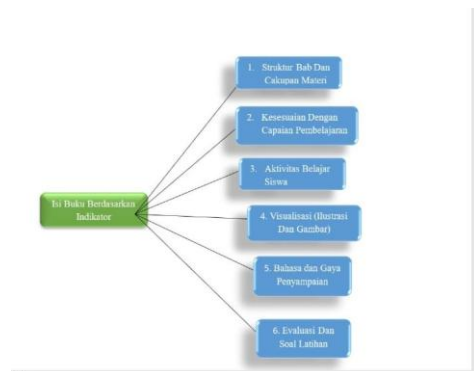 1. Struktur Bab Dan
Cakupan Materi
2. Kesesuaian Dengan
Capaian Pembelajaran
3. Aktivitas Belajar
Siswa
Isi Buku Berdasarkan
Indikator
4. Visualisasi (Ilustrasi
Dan Gambar)
5. Bahasa dan Gaya
Penyampaian
6. Evaluasi Dan
Soal Latihan